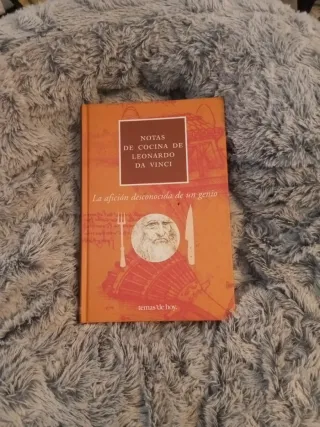 NOTAS
DE COCINA DE
LEONARDO
DA VINCI
La afición desconocida de un genio
temas'de hoy.